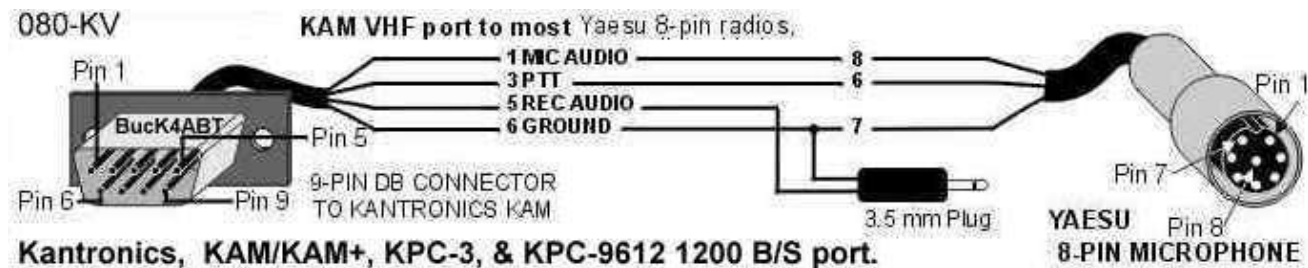 080-KV
KAM VHF port to most Yaesu 8-pin radios,
Pin 1
1 MIC AUDIO 8
3 PTT 6
5 REC AUDIO
6 GROUND 7
BucK4ABT
Pin 5
Pin 6
Pin 9
9-PIN DB CONNECTOR
TO KANTRONICS KAM
3.5 mm Plug
Pin 1
Pin 7
Pin 8
YAESU
8-PIN MICROPHONE
Kantronics, KAM/KAM+, KPC-3, & KPC-9612 1200 B/S port.